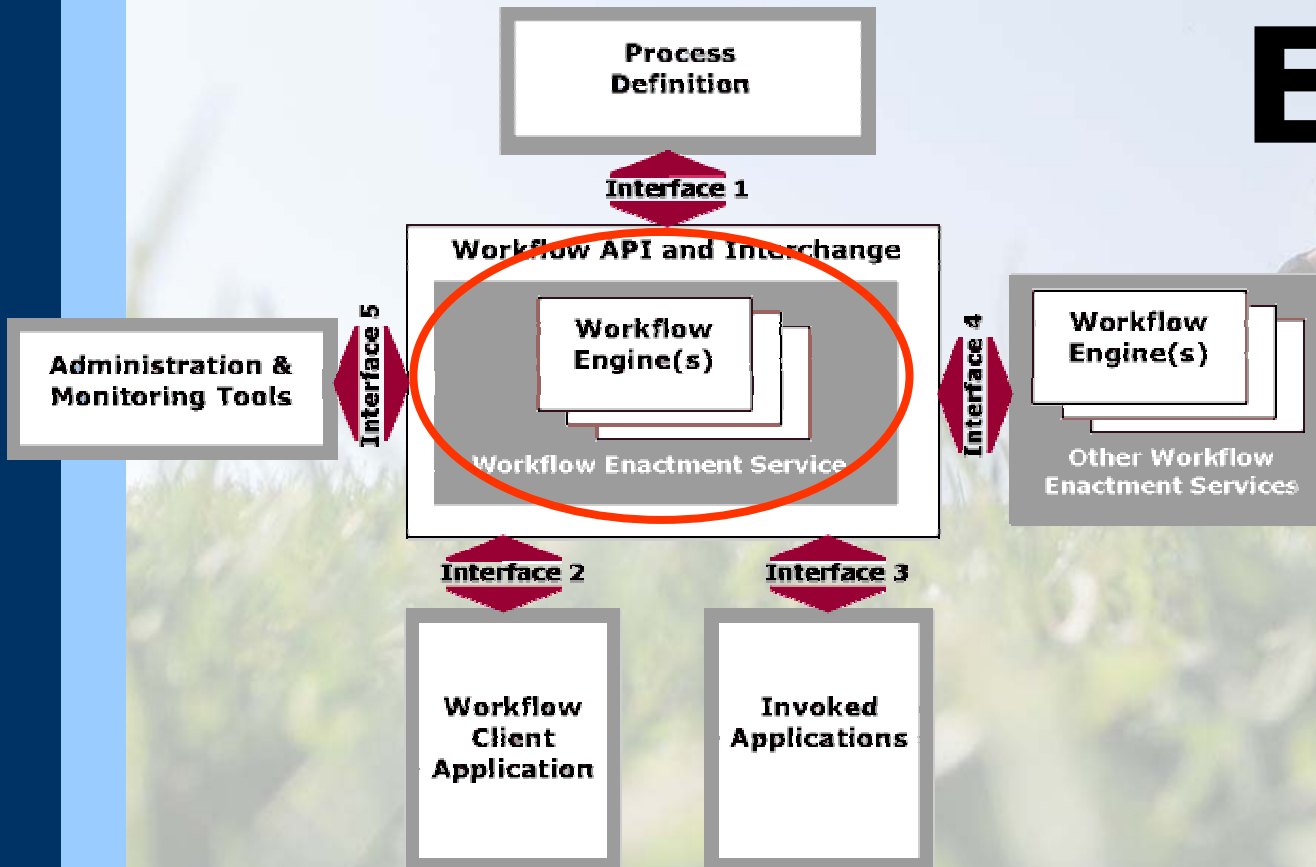 E
Process
Definition
Interface 1
Workflow API and Interchange
Workflow
Engine(s)
Workflow Enactment Service
Interface 5
Administration &
Monitoring Tools
Interface 4
Workflow
Engine(s)
Other Workflow
Enactment Services
Interface 2
Interface 3
Workflow
Client
Application
Invoked
Applications